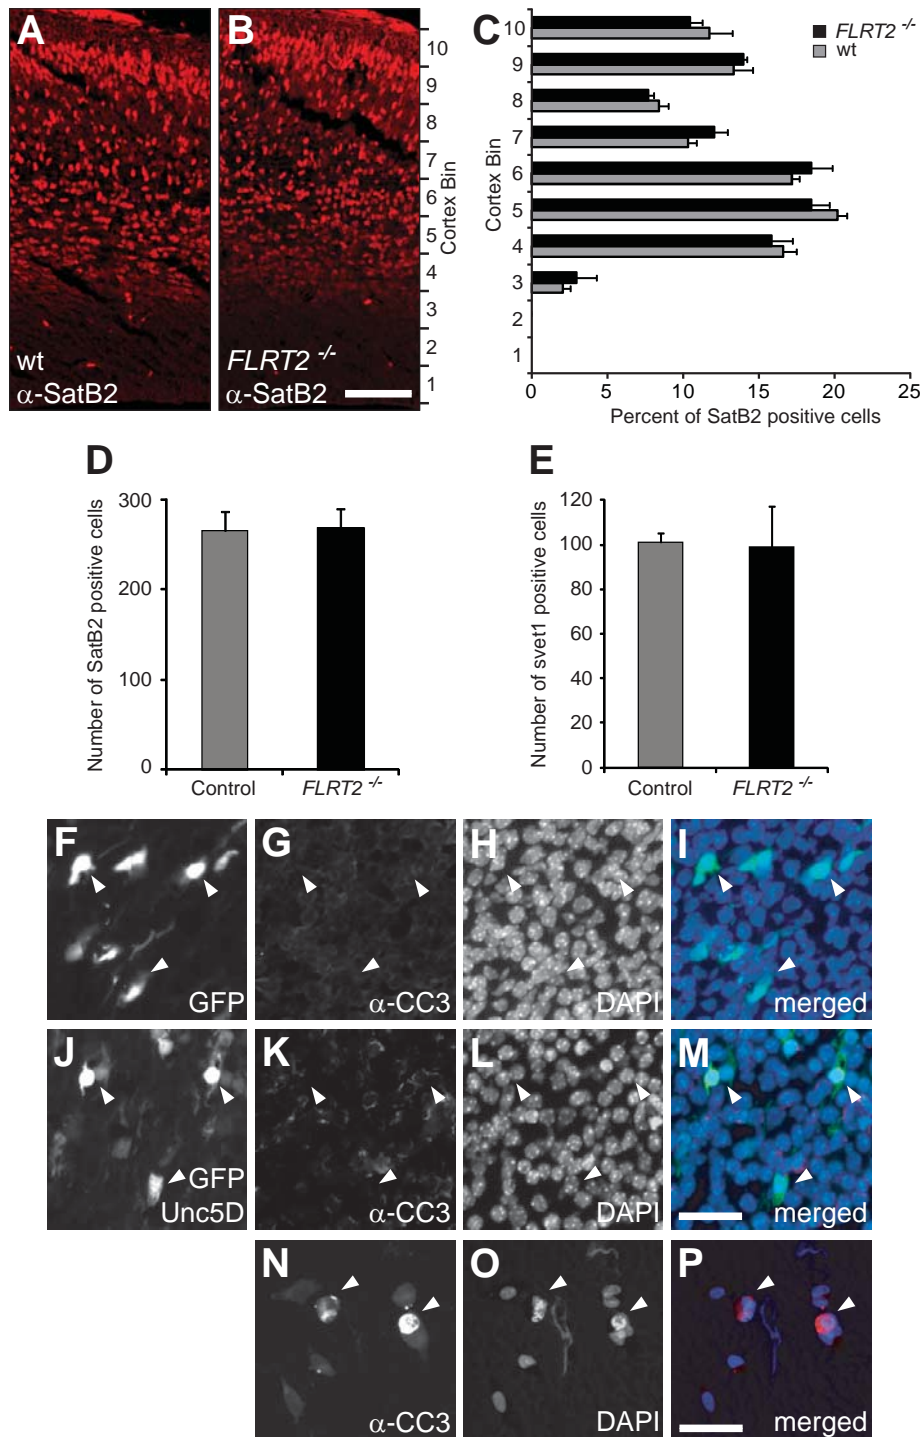 A
B
10
9
8
7
6
5
4
3
2
1
Cortex Bin
wt
α-SatB2
FLRT2 -/-
α-SatB2
C
FLRT2 -/-
wt
10
9
8
7
6
5
4
3
2
1
Cortex Bin
0 5 10 15 20 25
Percent of SatB2 positive cells
D
Number of SatB2 positive cells
300
200
100
0
Control FLRT2 -/-
E
Number of svet1 positive cells
120
100
80
60
40
20
0
Control FLRT2 -/-
F
GFP
G
α-CC3
H
DAPI
I
merged
J
GFP
Unc5D
K
α-CC3
L
DAPI
M
merged
N
α-CC3
O
DAPI
P
merged